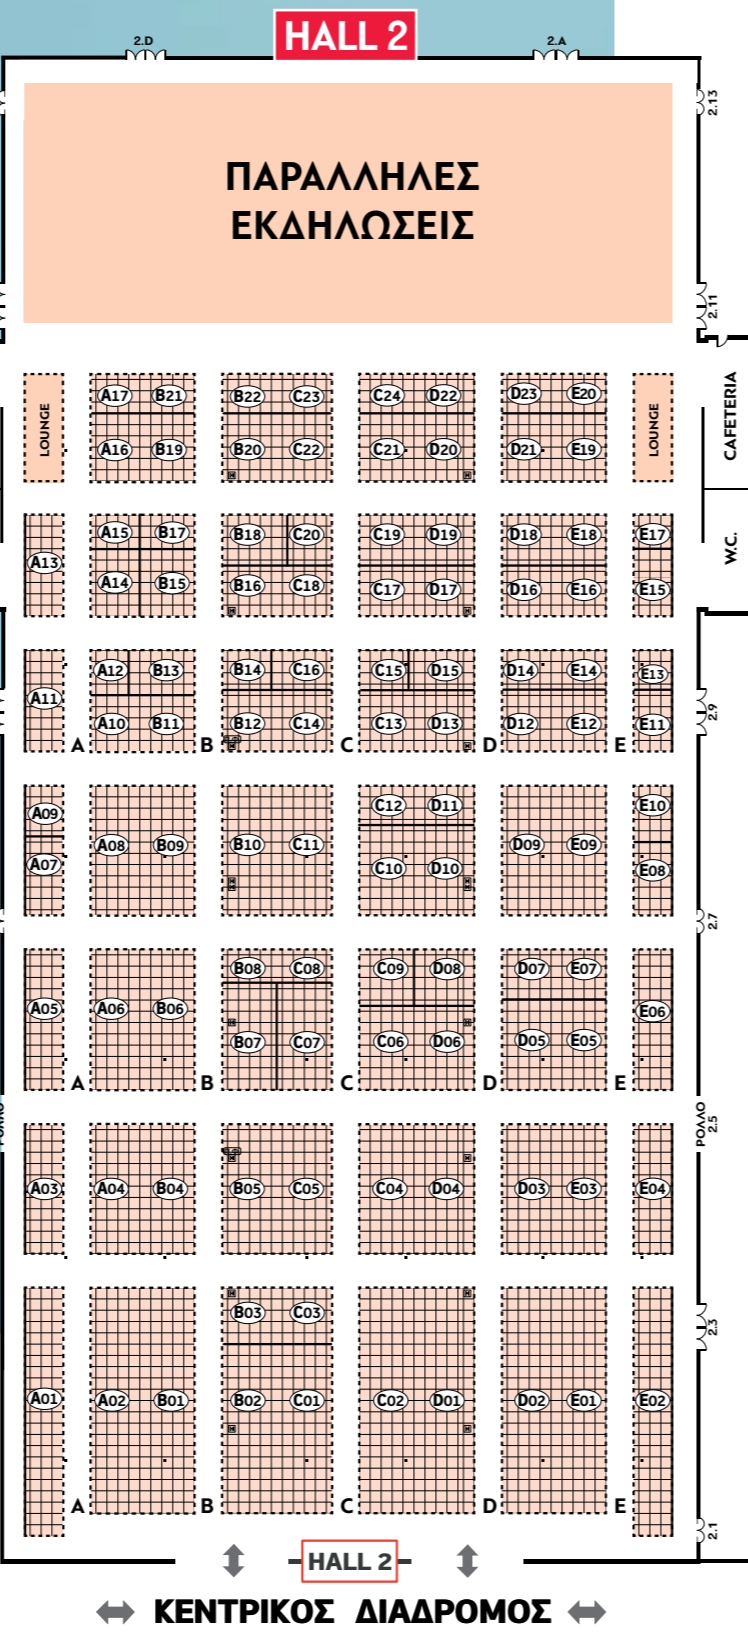 HALL 2
2.D
2.A
2.13
ΠΑΡΑΛΛΗΛΕΣ
ΕΚΔΗΛΩΣΕΙΣ
2.11
LOUNGE
A17 B21 B22 C23 C24 D22 D23 E20
A16 B19 B20 C22 C21 D20 D21 E19
LOUNGE
CAFETERIA
A13
A15 B17 B18 C20 C19 D19 D18 E18 E17
A14 B15 B16 C18 C17 D17 D16 E16 E15
W.C.
A11
A12 B13 B14 C16 C15 D15 D14 E14 E13
A10 B11 B12 C14 C13 D13 D12 E12 E11
2.9
A B C D E
A09 C12 D11 E10
A08 B09 B10 C11 D09 E09
A07 C10 D10 E08
2.7
B08 C08 C09 D08 D07 E07
A05 A06 B06 E06
B07 C07 C06 D06 D05 E05
A B C D E
ΡΟΛΛΟ
ΡΟΛΛΟ
2.5
A03 A04 B04 B05 C05 C04 D04 D03 E03 E04
B03 C03
2.3
A01 A02 B01 B02 C01 C02 D01 D02 E01 E02
A B C D E
2.1
HALL 2
ΚΕΝΤΡΙΚΟΣ ΔΙΑΔΡΟΜΟΣ